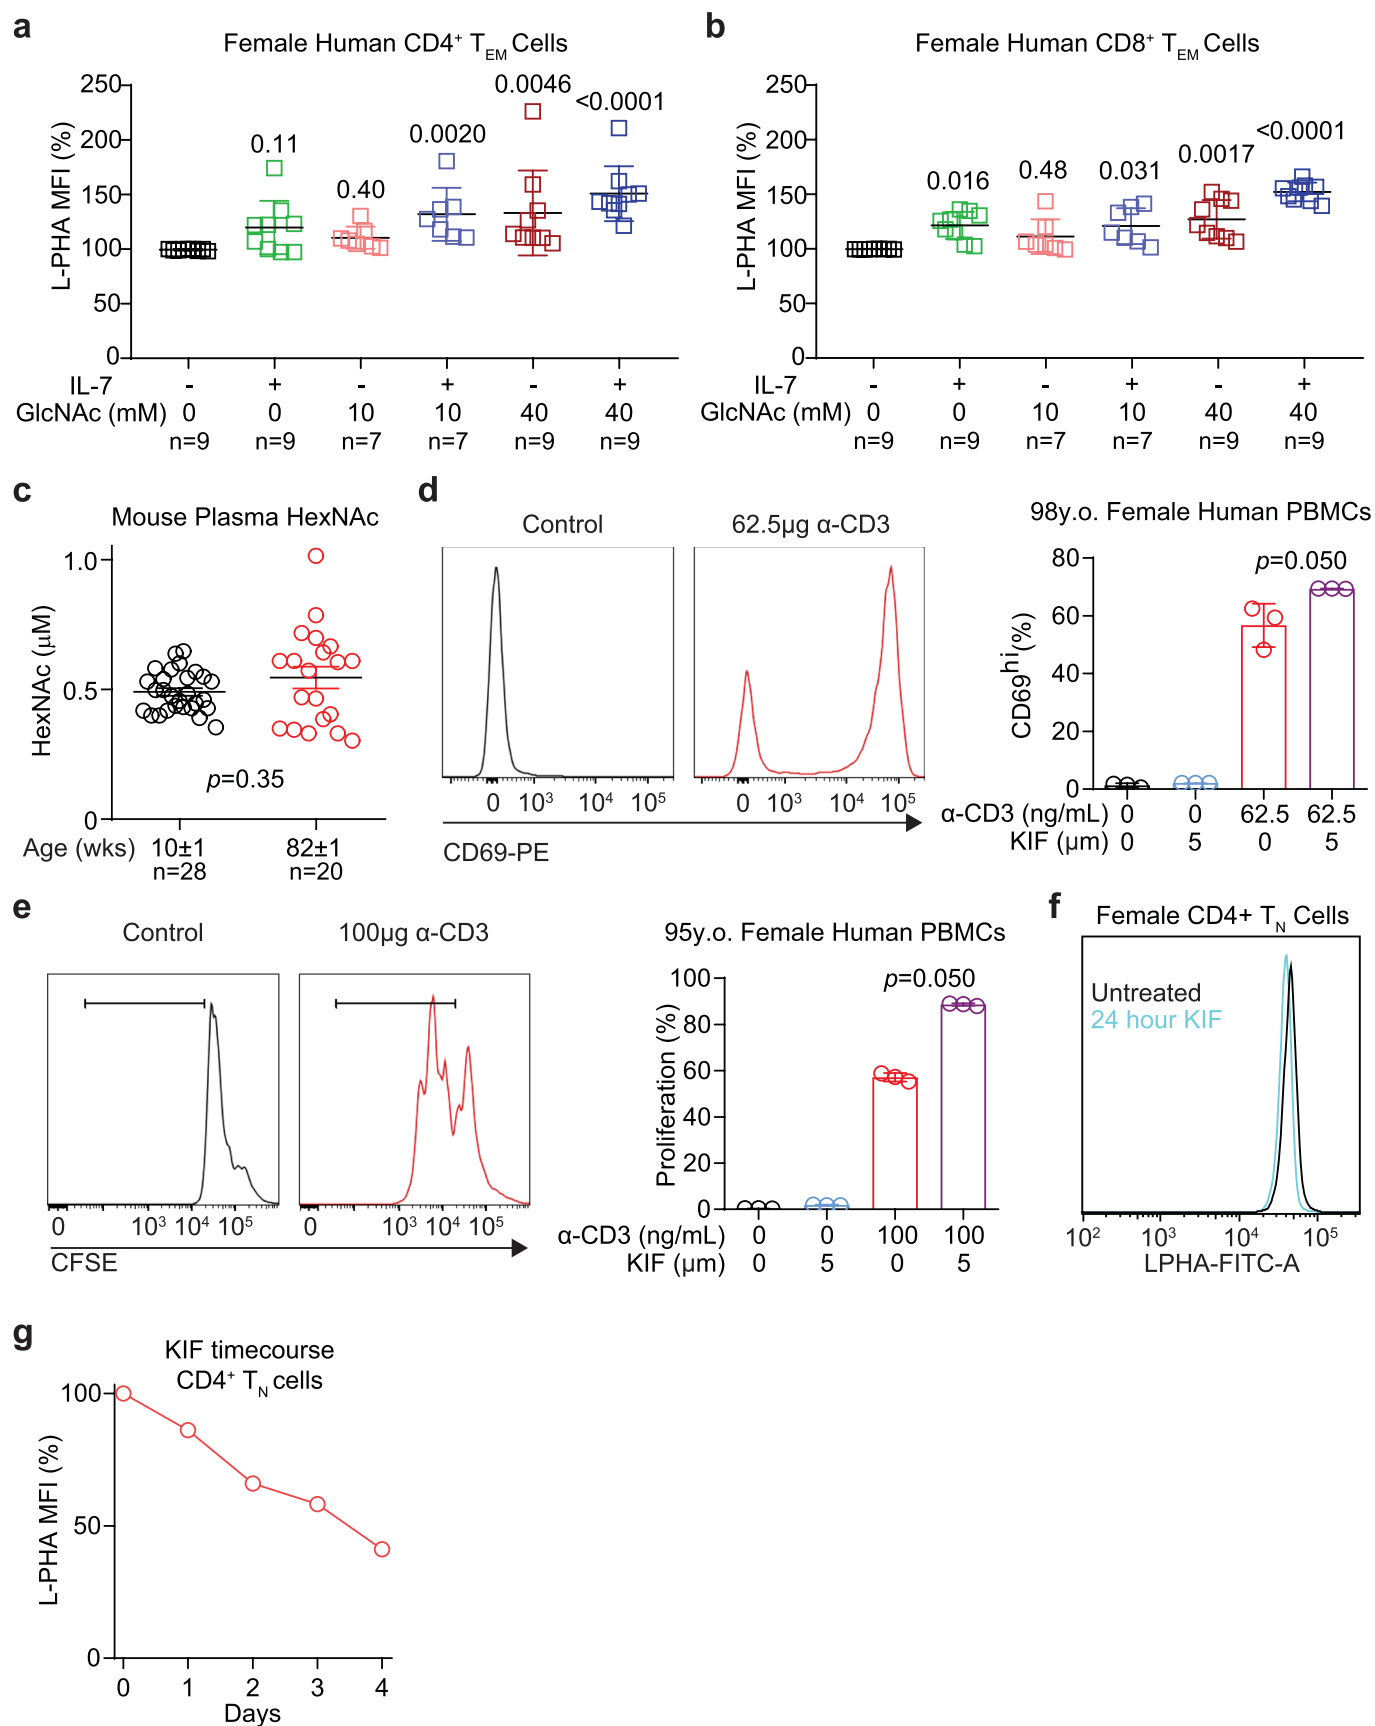 a
Female Human CD4⁺ T_EM Cells
L-PHA MFI (%)
250
200
150
100
50
0
0.11
0.40
0.0020
0.0046
<0.0001
IL-7 - + - + - +
GlcNAc (mM) 0 0 10 10 40 40
n=9 n=9 n=7 n=7 n=9 n=9
b
Female Human CD8⁺ T_EM Cells
L-PHA MFI (%)
250
200
150
100
50
0
0.016
0.48
0.031
0.0017
<0.0001
IL-7 - + - + - +
GlcNAc (mM) 0 0 10 10 40 40
n=9 n=9 n=7 n=7 n=9 n=9
c
Mouse Plasma HexNAc
HexNAc (μM)
1.0
0.5
0
p=0.35
Age (wks) 10±1 82±1
n=28 n=20
d
Control
62.5μg α-CD3
0 10³ 10⁴ 10⁵
0 10³ 10⁴ 10⁵
CD69-PE
98y.o. Female Human PBMCs
CD69ʰⁱ(%)
80
60
40
20
0
p=0.050
α-CD3 (ng/mL) 0 0 62.5 62.5
KIF (μm) 0 5 0 5
e
Control
100μg α-CD3
0 10³ 10⁴ 10⁵
0 10³ 10⁴ 10⁵
CFSE
95y.o. Female Human PBMCs
Proliferation (%)
100
80
60
40
20
0
p=0.050
α-CD3 (ng/mL) 0 0 100 100
KIF (μm) 0 5 0 5
f
Female CD4+ T_N Cells
Untreated
24 hour KIF
10² 10³ 10⁴ 10⁵
LPHA-FITC-A
g
KIF timecourse
CD4⁺ T_N cells
L-PHA MFI (%)
100
50
0
0 1 2 3 4
Days